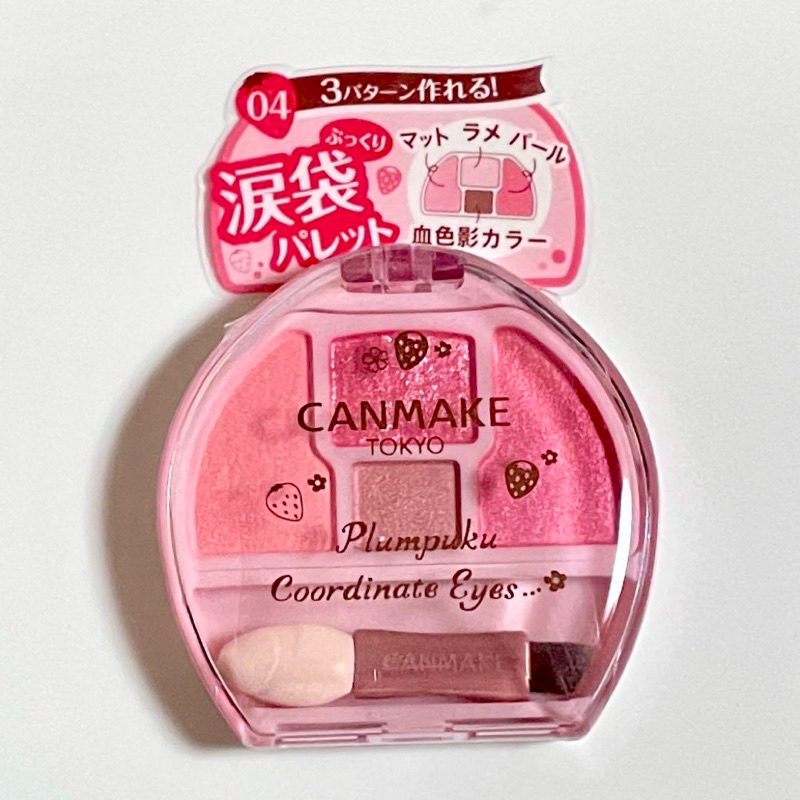 04
3パターン作れる!
ぷっくり
涙袋
パレット
マット ラメ パール
血色影カラー
CANMAKE
TOKYO
Plumpuku
Coordinate Eyes...
CANMAKE